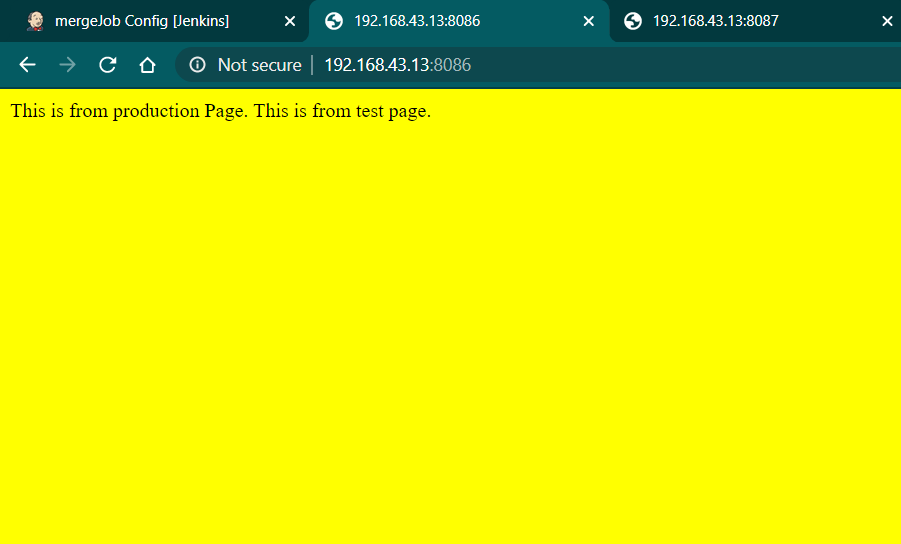 mergeJob Config [Jenkins]
192.168.43.13:8086
192.168.43.13:8087
Not secure | 192.168.43.13:8086
This is from production Page. This is from test page.